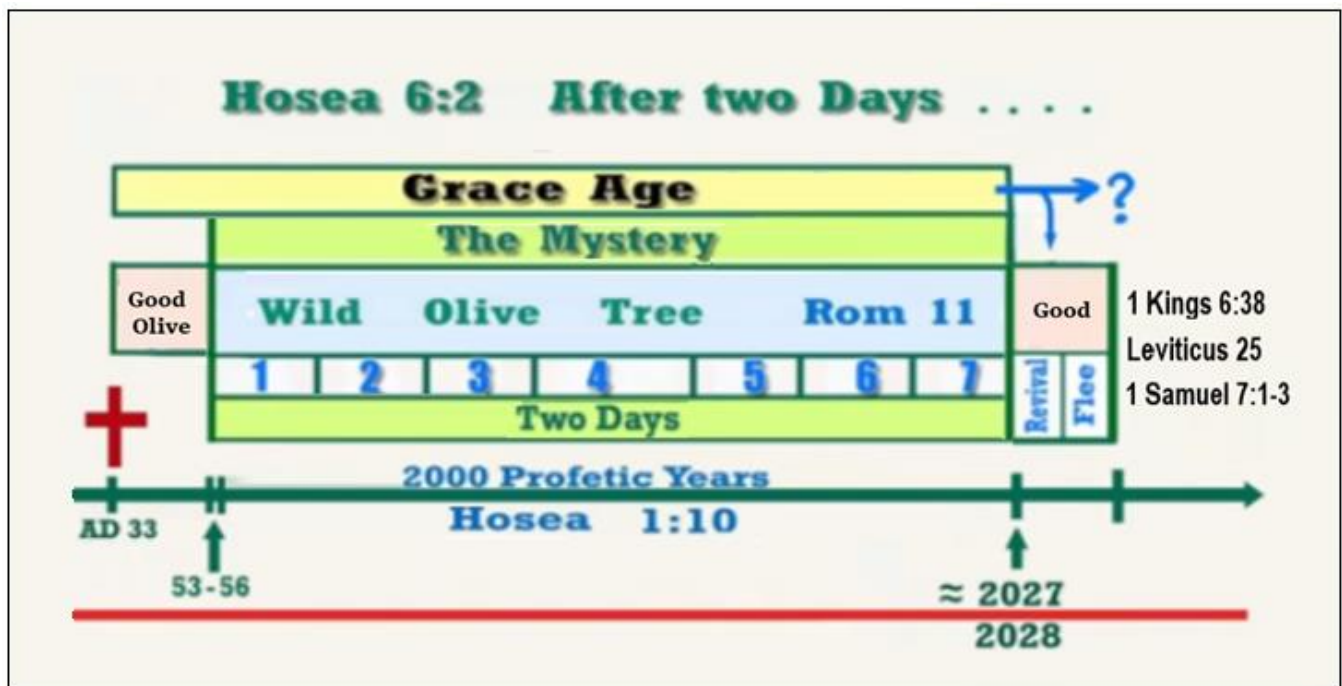 Hosea 6:2 After two Days . . . .
Grace Age
?
The Mystery
Good
Olive
Wild Olive Tree Rom 11
Good
1 Kings 6:38
Leviticus 25
1 Samuel 7:1-3
1 2 3 4 5 6 7
Revival
Flee
Two Days
2000 Profetic Years
Hosea 1:10
AD 33
53-56
≈ 2027
2028